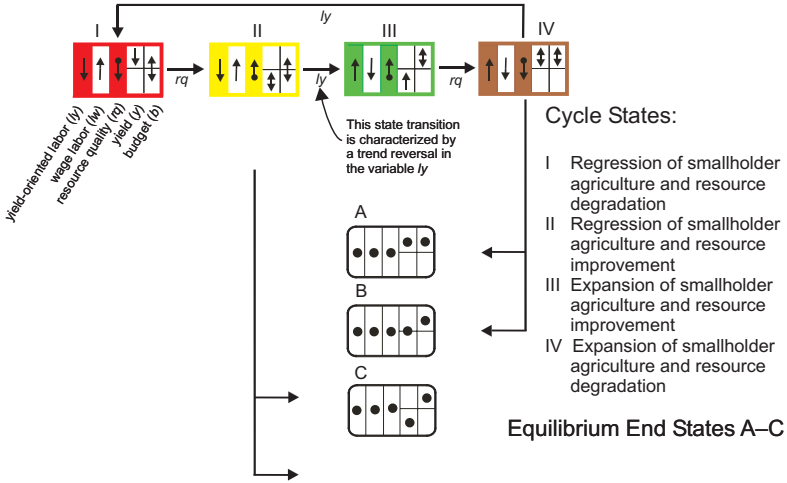 ly
I
II
III
IV
rq
ly
rq
yield-oriented labor (ly)
wage labor (lw)
resource quality (rq)
yield (y)
budget (b)
This state transition
is characterized by
a trend reversal in
the variable ly
Cycle States:
I Regression of smallholder
agriculture and resource
degradation
II Regression of smallholder
agriculture and resource
improvement
III Expansion of smallholder
agriculture and resource
improvement
IV Expansion of smallholder
agriculture and resource
degradation
A
B
C
Equilibrium End States A–C